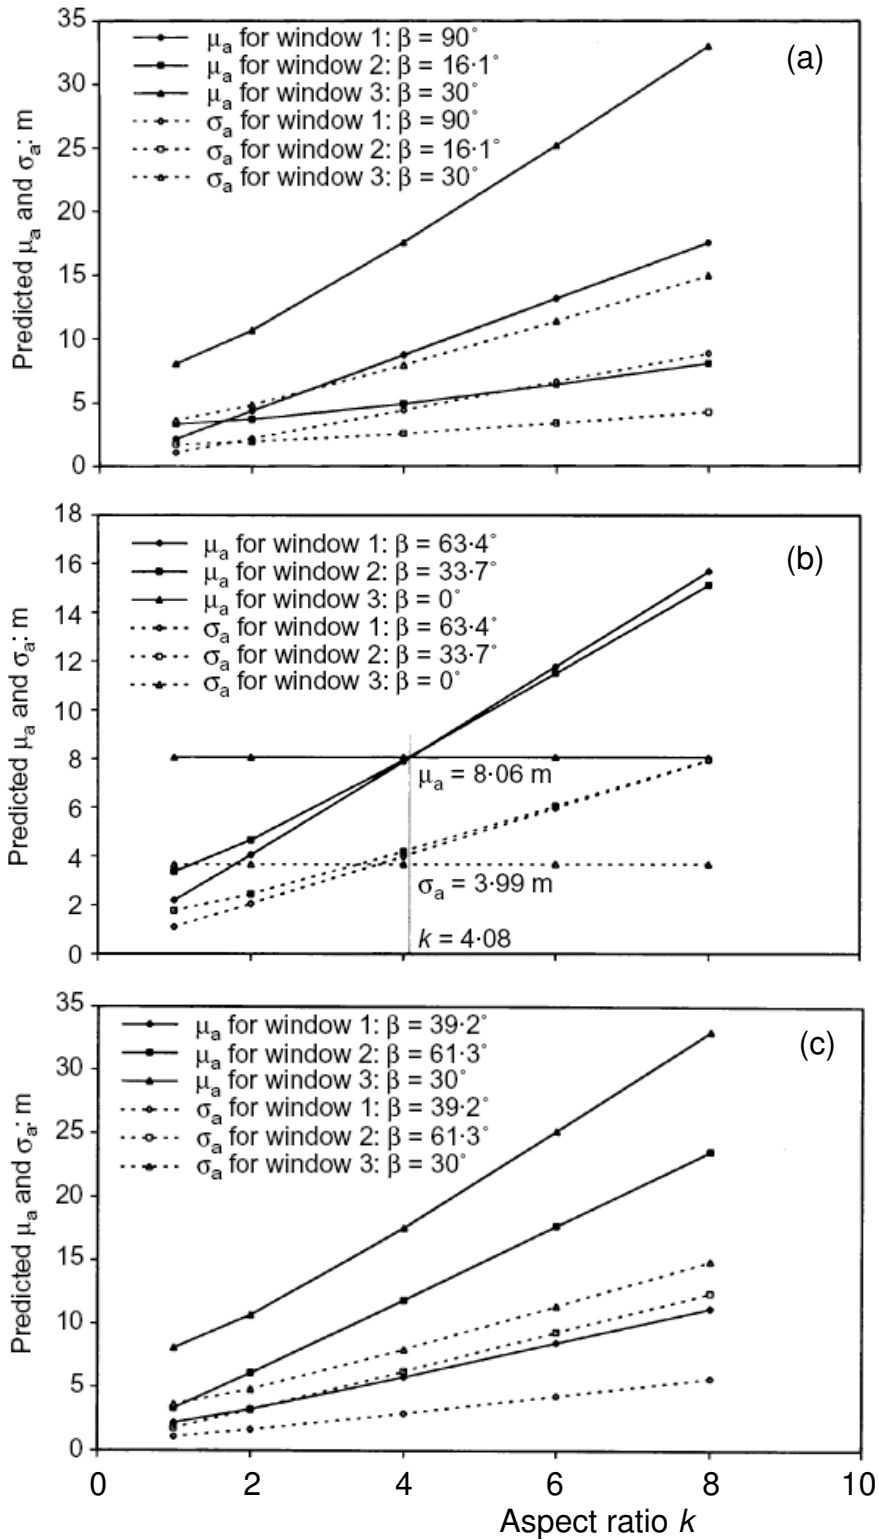 35
30
25
20
15
10
5
0
Predicted μa and σa: m
μa for window 1: β = 90°
μa for window 2: β = 16·1°
μa for window 3: β = 30°
σa for window 1: β = 90°
σa for window 2: β = 16·1°
σa for window 3: β = 30°
(a)
18
16
14
12
10
8
6
4
2
0
Predicted μa and σa: m
μa for window 1: β = 63·4°
μa for window 2: β = 33·7°
μa for window 3: β = 0°
σa for window 1: β = 63·4°
σa for window 2: β = 33·7°
σa for window 3: β = 0°
(b)
μa = 8·06 m
σa = 3·99 m
k = 4·08
35
30
25
20
15
10
5
0
Predicted μa and σa: m
μa for window 1: β = 39·2°
μa for window 2: β = 61·3°
μa for window 3: β = 30°
σa for window 1: β = 39·2°
σa for window 2: β = 61·3°
σa for window 3: β = 30°
(c)
0 2 4 6 8 10
Aspect ratio k